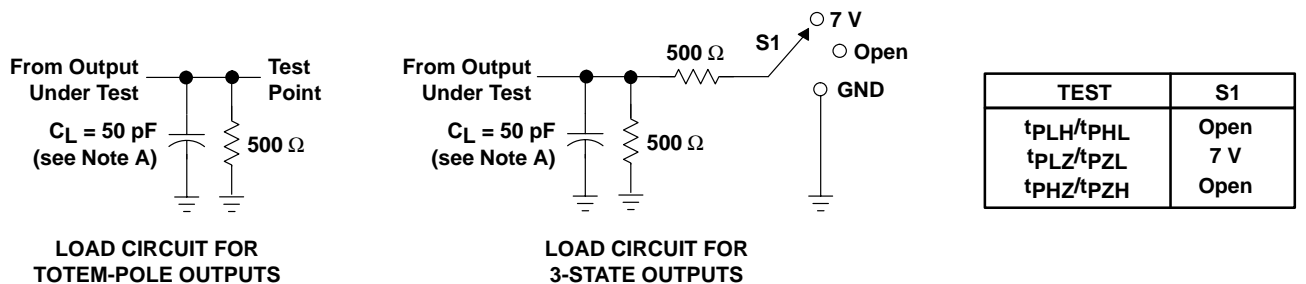 From Output
Under Test
Test
Point
CL = 50 pF
(see Note A)
500 Ω
LOAD CIRCUIT FOR
TOTEM-POLE OUTPUTS
From Output
Under Test
500 Ω
S1
7 V
Open
GND
CL = 50 pF
(see Note A)
500 Ω
LOAD CIRCUIT FOR
3-STATE OUTPUTS
TEST S1
tPLH/tPHL Open
tPLZ/tPZL 7 V
tPHZ/tPZH Open